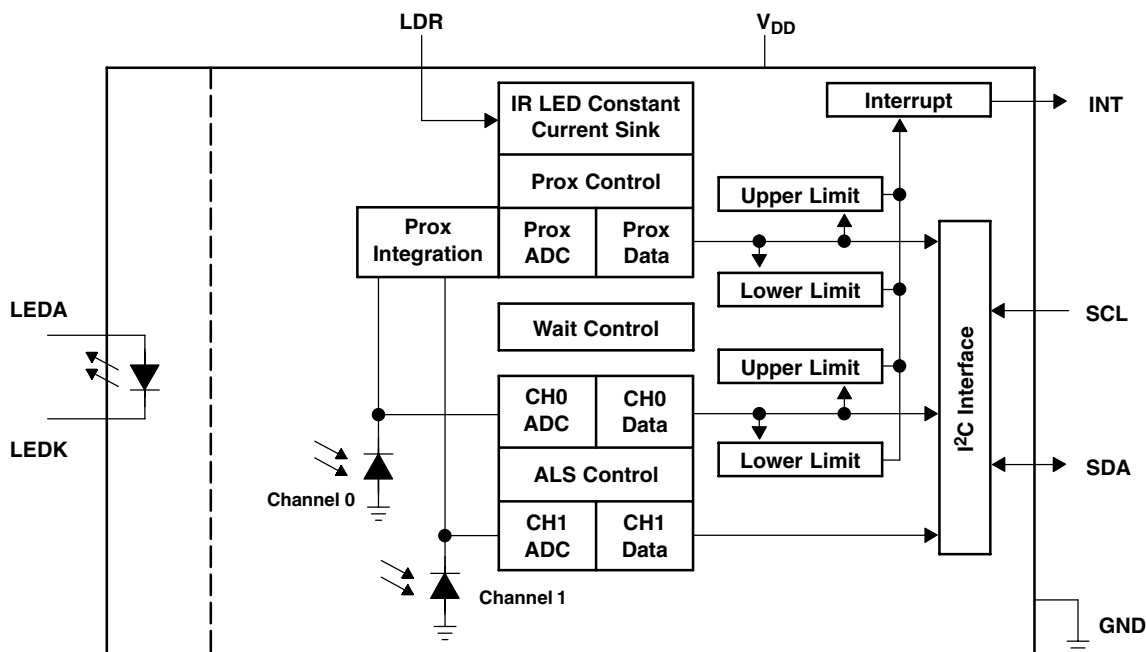 LDR
V_DD
IR LED Constant
Current Sink
Interrupt
INT
Prox Control
Upper Limit
Prox
Integration
Prox
ADC
Prox
Data
Lower Limit
LEDA
Wait Control
SCL
Upper Limit
CH0
ADC
CH0
Data
I²C Interface
LEDK
Lower Limit
SDA
ALS Control
Channel 0
CH1
ADC
CH1
Data
Channel 1
GND